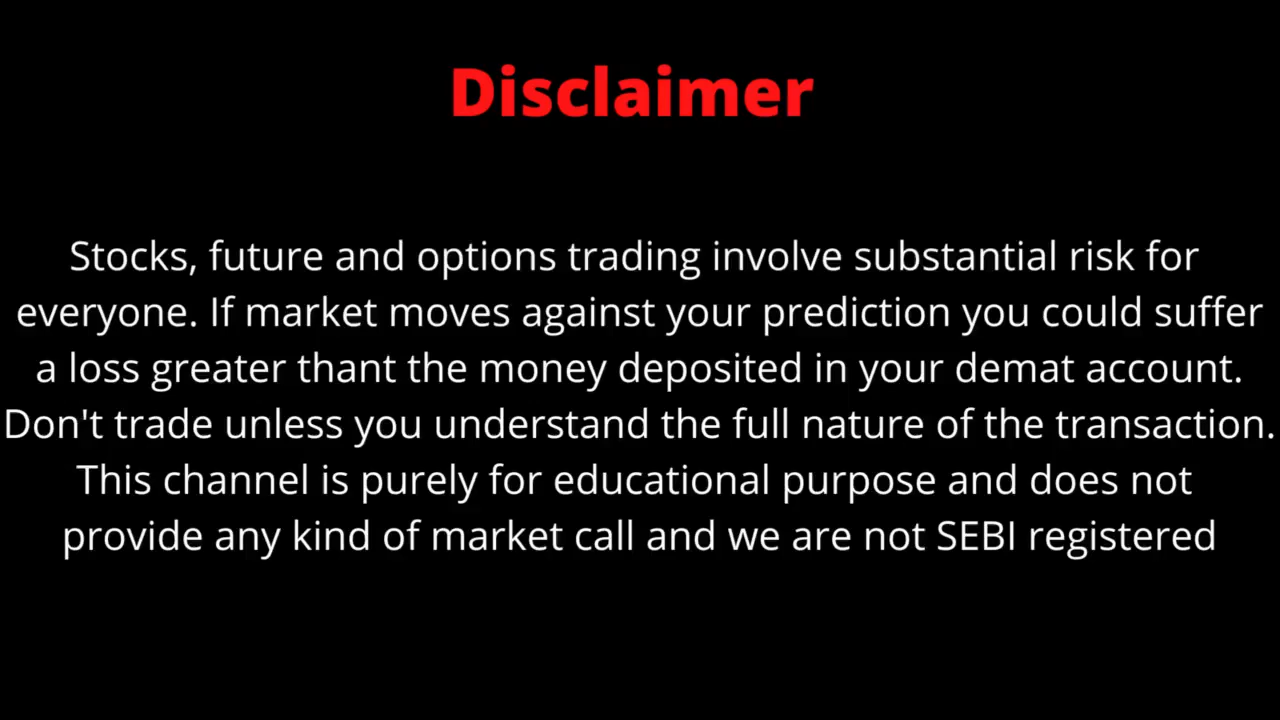 Disclaimer
Stocks, future and options trading involve substantial risk for
everyone. If market moves against your prediction you could suffer
a loss greater thant the money deposited in your demat account.
Don't trade unless you understand the full nature of the transaction.
This channel is purely for educational purpose and does not
provide any kind of market call and we are not SEBI registered